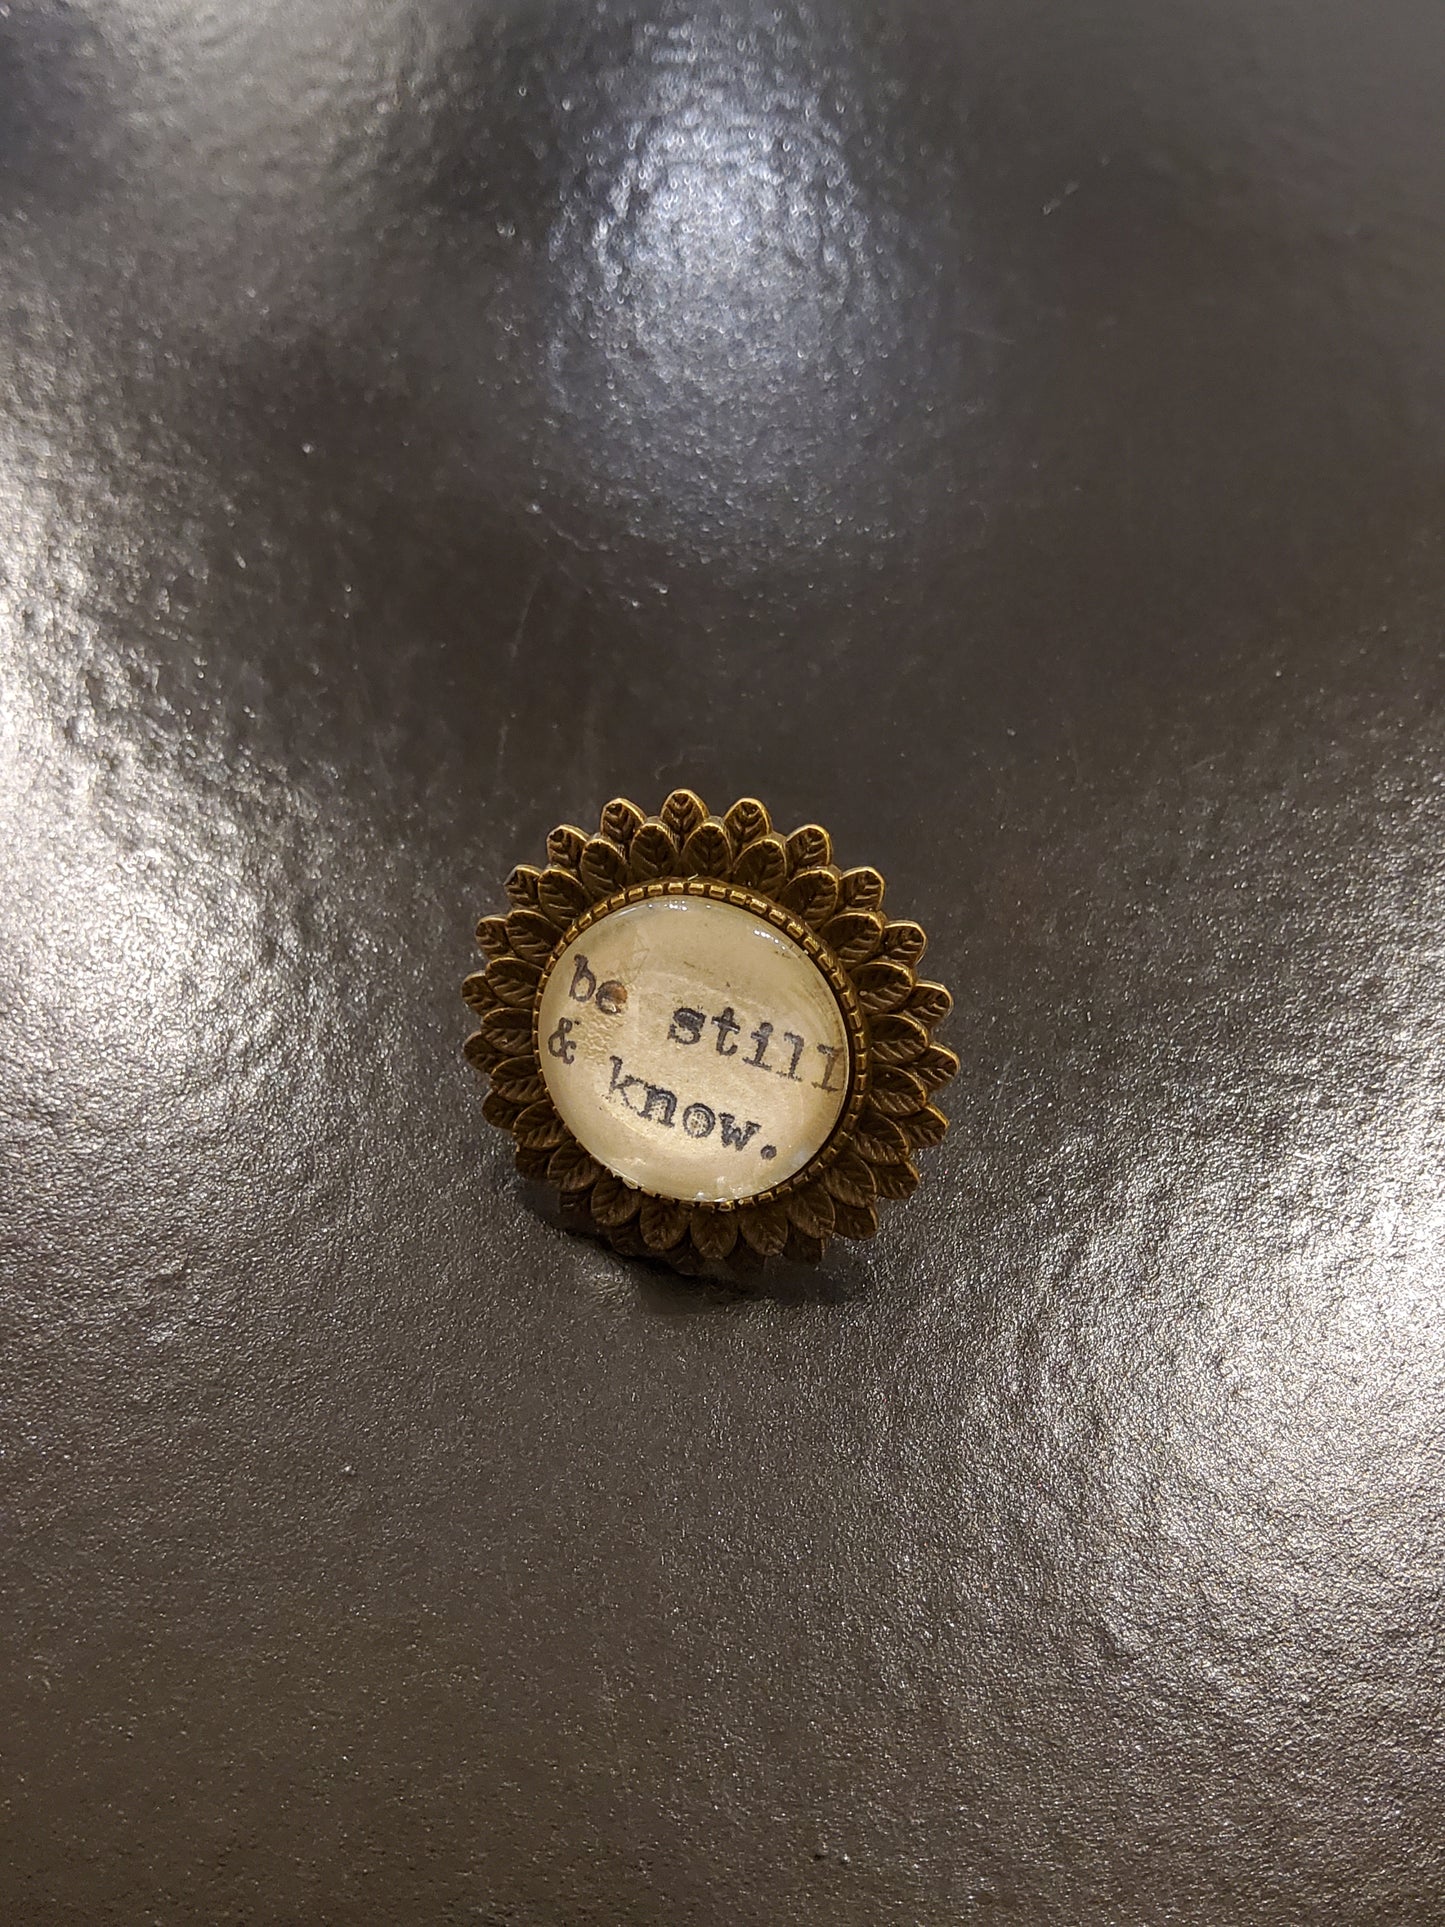 be still
& know.